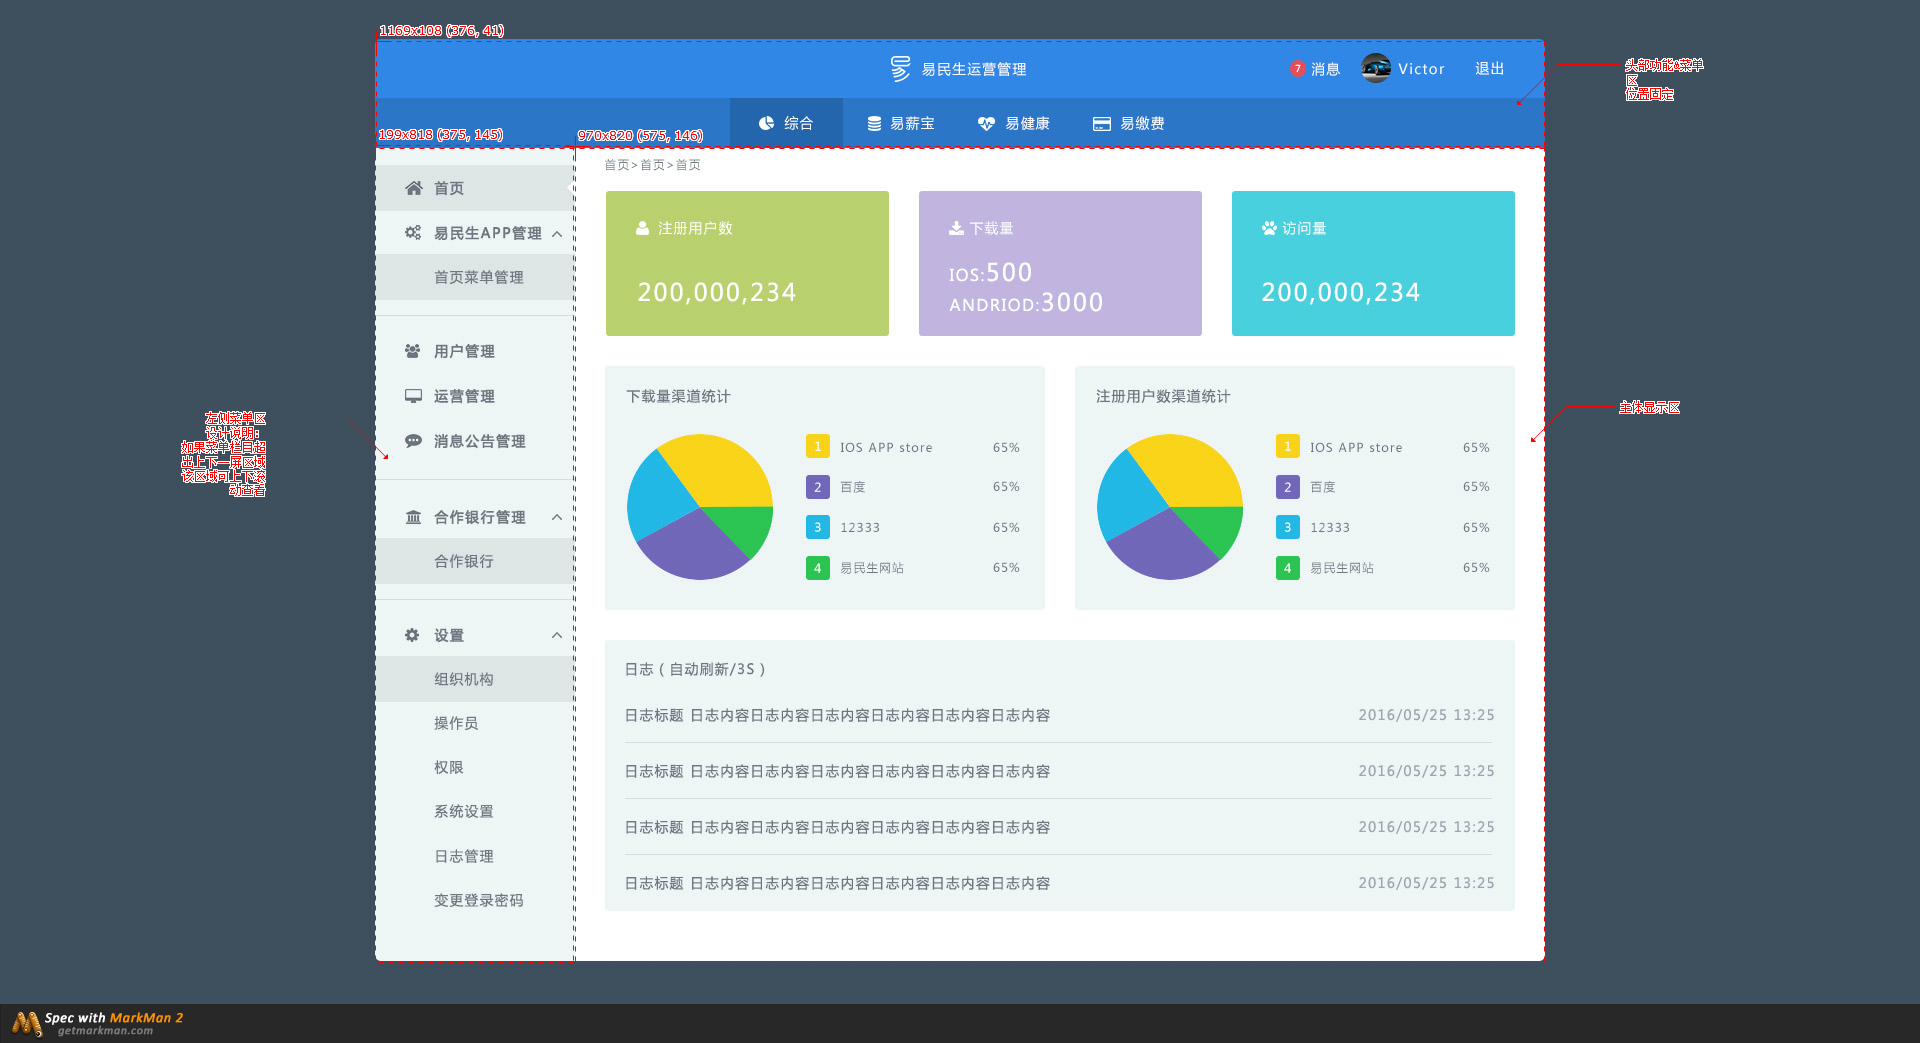 1169x108 (376, 41)
易民生运营管理
7 消息
Victor
退出
头部功能&菜单
区
位置固定
综合
易薪宝
易健康
易缴费
199x818 (375, 145)
970x820 (575, 146)
首页>首页>首页
首页
易民生APP管理
首页菜单管理
用户管理
运营管理
消息公告管理
合作银行管理
合作银行
设置
组织机构
操作员
权限
系统设置
日志管理
变更登录密码
左侧菜单区
设计说明:
如果菜单栏目超
出上下一屏区域
该区域可上下滚
动查看
注册用户数
200,000,234
下载量
IOS:500
ANDRIOD:3000
访问量
200,000,234
下载量渠道统计
1 IOS APP store 65%
2 百度 65%
3 12333 65%
4 易民生网站 65%
注册用户数渠道统计
1 IOS APP store 65%
2 百度 65%
3 12333 65%
4 易民生网站 65%
主体显示区
日志 ( 自动刷新/3S )
日志标题 日志内容日志内容日志内容日志内容日志内容日志内容 2016/05/25 13:25
日志标题 日志内容日志内容日志内容日志内容日志内容日志内容 2016/05/25 13:25
日志标题 日志内容日志内容日志内容日志内容日志内容日志内容 2016/05/25 13:25
日志标题 日志内容日志内容日志内容日志内容日志内容日志内容 2016/05/25 13:25
Spec with MarkMan 2
getmarkman.com